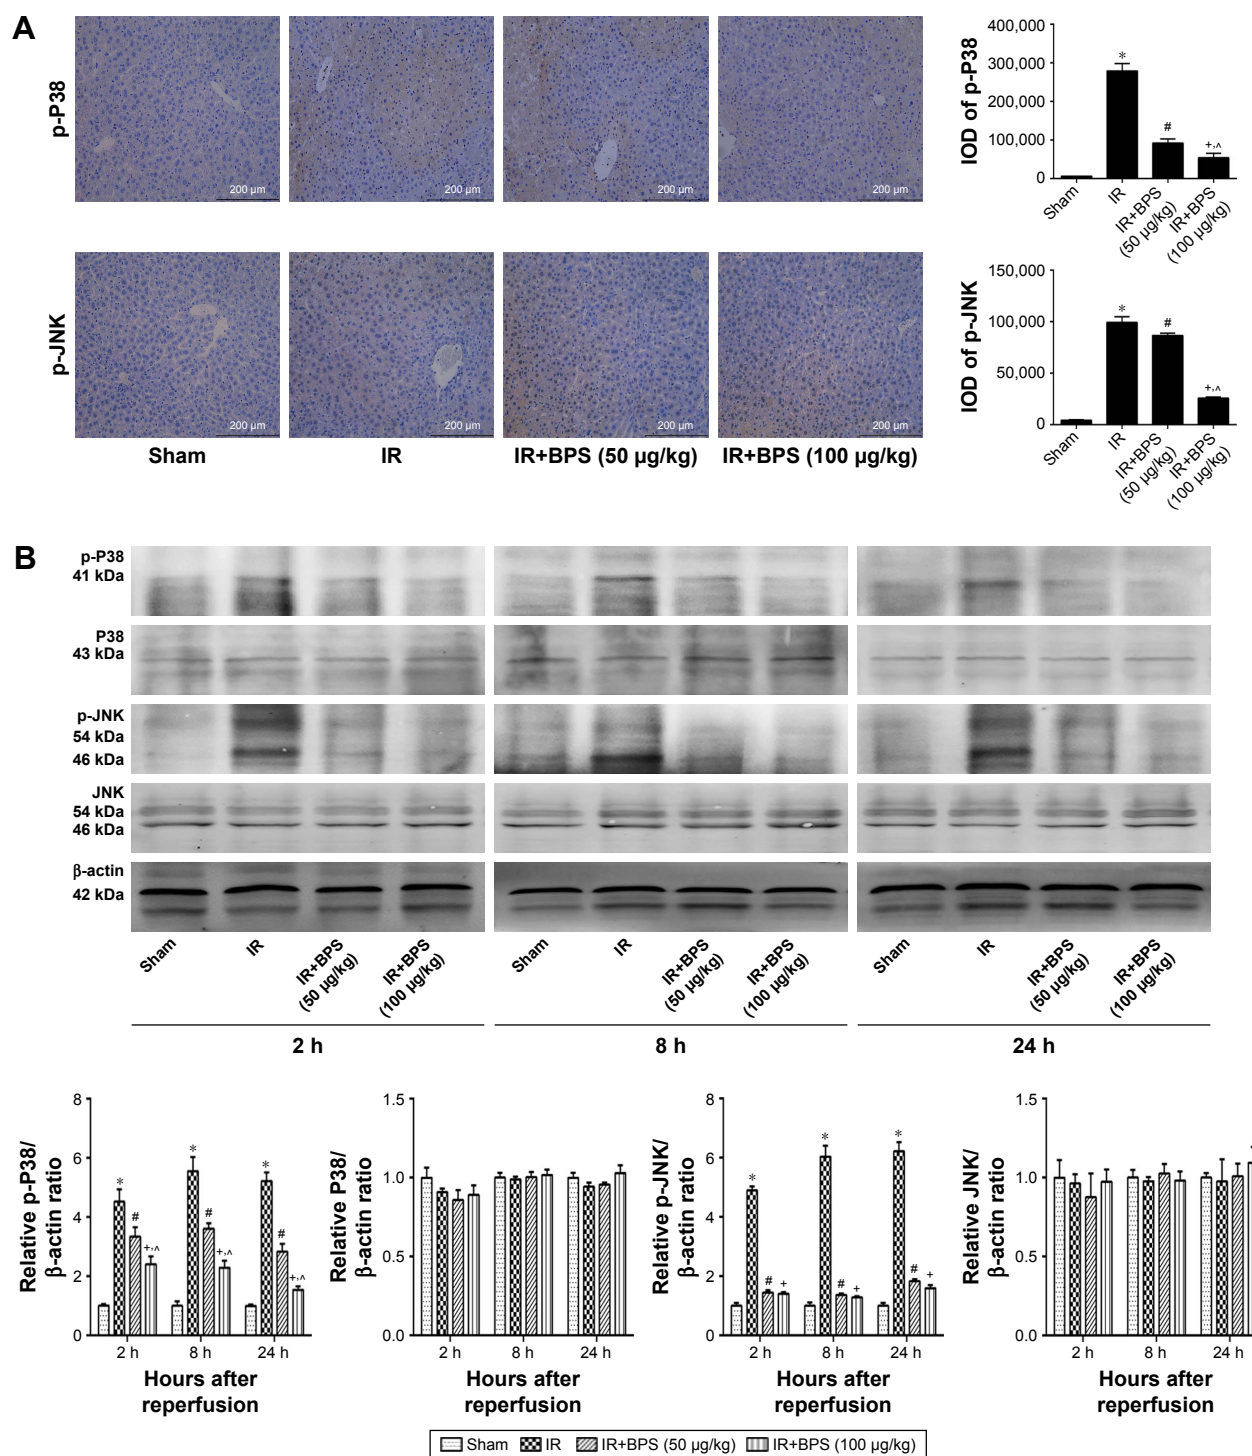 A
p-P38
200 µm
200 µm
200 µm
200 µm
IOD of p-P38
400,000
300,000
200,000
100,000
0
*
#
+,^
Sham
IR
IR+BPS
(50 µg/kg)
IR+BPS
(100 µg/kg)
p-JNK
200 µm
200 µm
200 µm
200 µm
Sham
IR
IR+BPS (50 µg/kg)
IR+BPS (100 µg/kg)
IOD of p-JNK
150,000
100,000
50,000
0
*
#
+,^
Sham
IR
IR+BPS
(50 µg/kg)
IR+BPS
(100 µg/kg)
B
p-P38
41 kDa
P38
43 kDa
p-JNK
54 kDa
46 kDa
JNK
54 kDa
46 kDa
β-actin
42 kDa
Sham
IR
IR+BPS
(50 µg/kg)
IR+BPS
(100 µg/kg)
Sham
IR
IR+BPS
(50 µg/kg)
IR+BPS
(100 µg/kg)
Sham
IR
IR+BPS
(50 µg/kg)
IR+BPS
(100 µg/kg)
2 h
8 h
24 h
Relative p-P38/
β-actin ratio
8
6
4
2
0
*
#
+,^
*
#
+,^
*
#
+,^
2 h
8 h
24 h
Hours after
reperfusion
Relative P38/
β-actin ratio
1.5
1.0
0.5
0.0
2 h
8 h
24 h
Hours after
reperfusion
Relative p-JNK/
β-actin ratio
8
6
4
2
0
*
#
+
*
#
+
*
#
+
2 h
8 h
24 h
Hours after
reperfusion
Relative JNK/
β-actin ratio
1.5
1.0
0.5
0.0
2 h
8 h
24 h
Hours after
reperfusion
Sham
IR
IR+BPS (50 µg/kg)
IR+BPS (100 µg/kg)